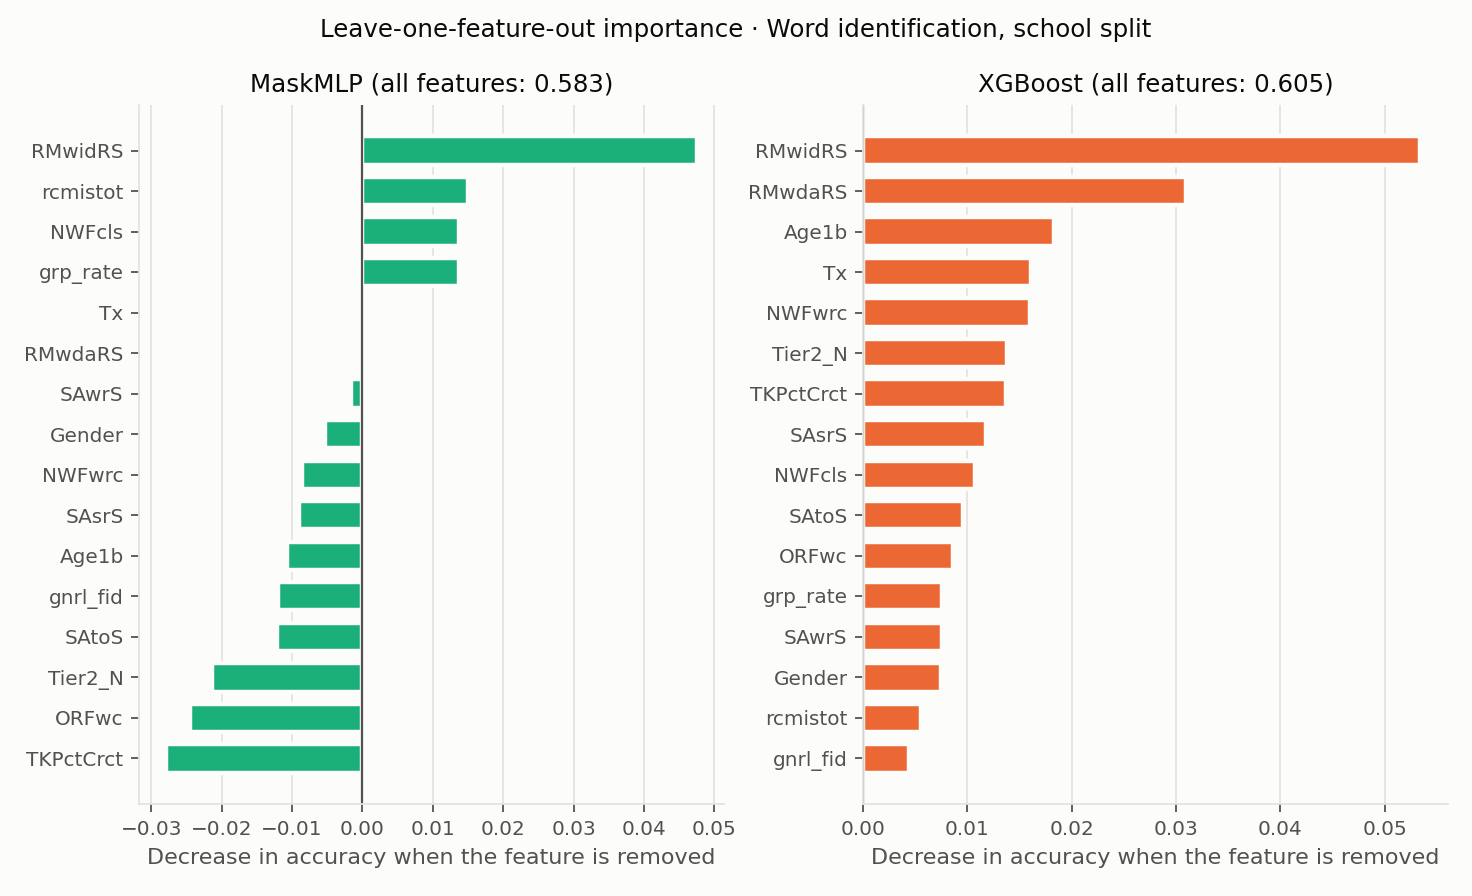 Leave-one-feature-out importance · Word identification, school split
MaskMLP (all features: 0.583)
RMwidRS
rcmistot
NWFcls
grp_rate
Tx
RMwdaRS
SAwrS
Gender
NWFwrc
SAsrS
Age1b
gnrl_fid
SAtoS
Tier2_N
ORFwc
TKPctCrct
−0.03 −0.02 −0.01 0.00 0.01 0.02 0.03 0.04 0.05
Decrease in accuracy when the feature is removed
XGBoost (all features: 0.605)
RMwidRS
RMwdaRS
Age1b
Tx
NWFwrc
Tier2_N
TKPctCrct
SAsrS
NWFcls
SAtoS
ORFwc
grp_rate
SAwrS
Gender
rcmistot
gnrl_fid
0.00 0.01 0.02 0.03 0.04 0.05
Decrease in accuracy when the feature is removed